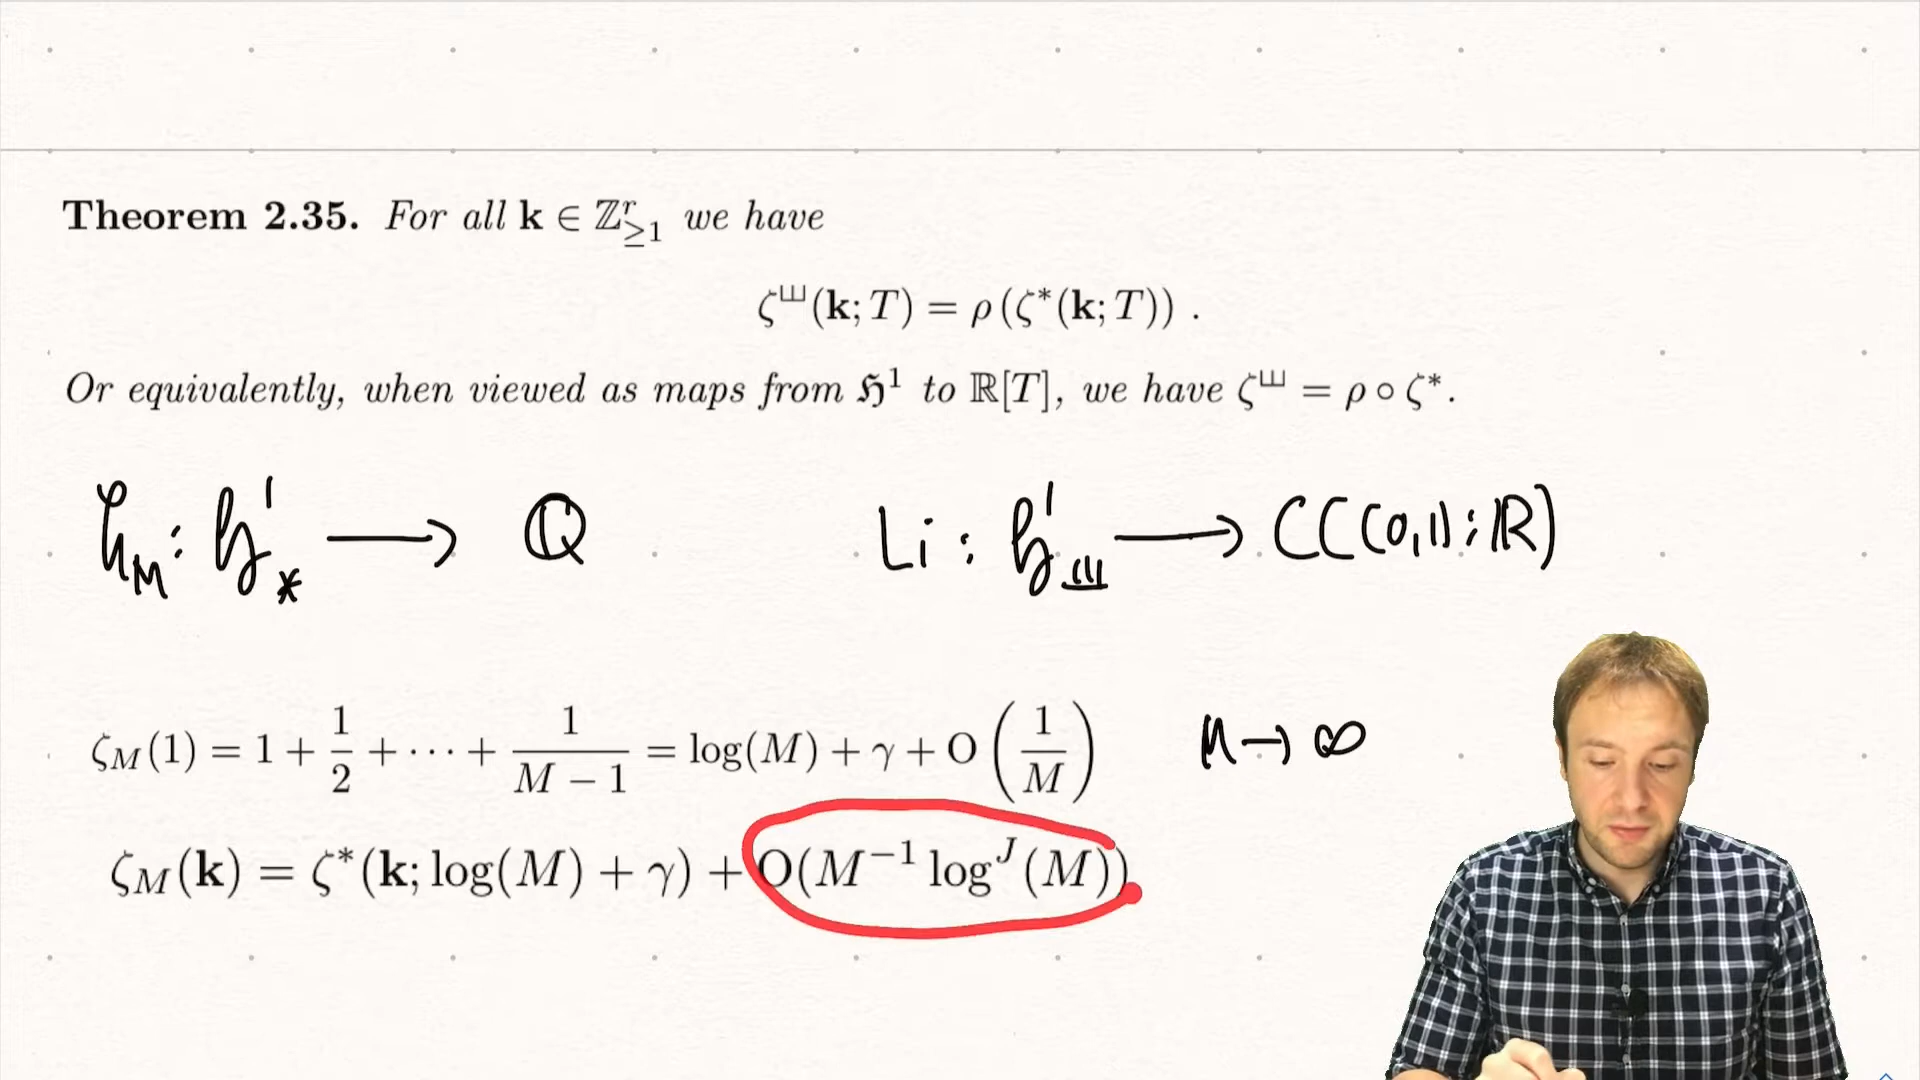 Theorem 2.35. For all k ∈ ℤ^r_{≥1} we have
ζ^ш(k; T) = ρ(ζ*(k; T)) .
Or equivalently, when viewed as maps from ℌ¹ to ℝ[T], we have ζ^ш = ρ ∘ ζ*.
ζ_M : ℌ¹_* ⟶ ℚ Li : ℌ¹_ш ⟶ C((0,1); ℝ)
ζ_M(1) = 1 + 1/2 + ⋯ + 1/(M − 1) = log(M) + γ + O(1/M) M → ∞
ζ_M(k) = ζ*(k; log(M) + γ) + O(M^{−1} log^J(M))